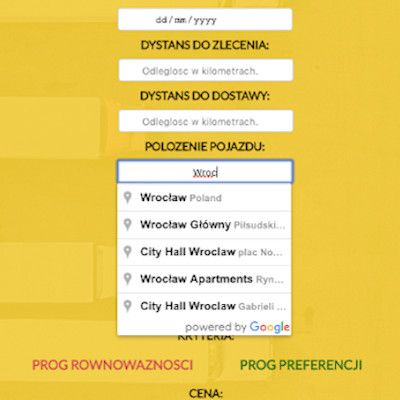 dd/mm/yyyy
DYSTANS DO ZLECENIA:
Odleglosc w kilometrach.
DYSTANS DO DOSTAWY:
Odleglosc w kilometrach.
POLOZENIE POJAZDU:
Wroc
Wrocław Poland
Wrocław Główny Piłsudski...
City Hall Wroclaw plac No...
Wrocław Apartments Ryn...
City Hall Wroclaw Gabrieli ...
powered by Google
KRYTERIA:
PROG ROWNOWAZNOSCI PROG PREFERENCJI
CENA: